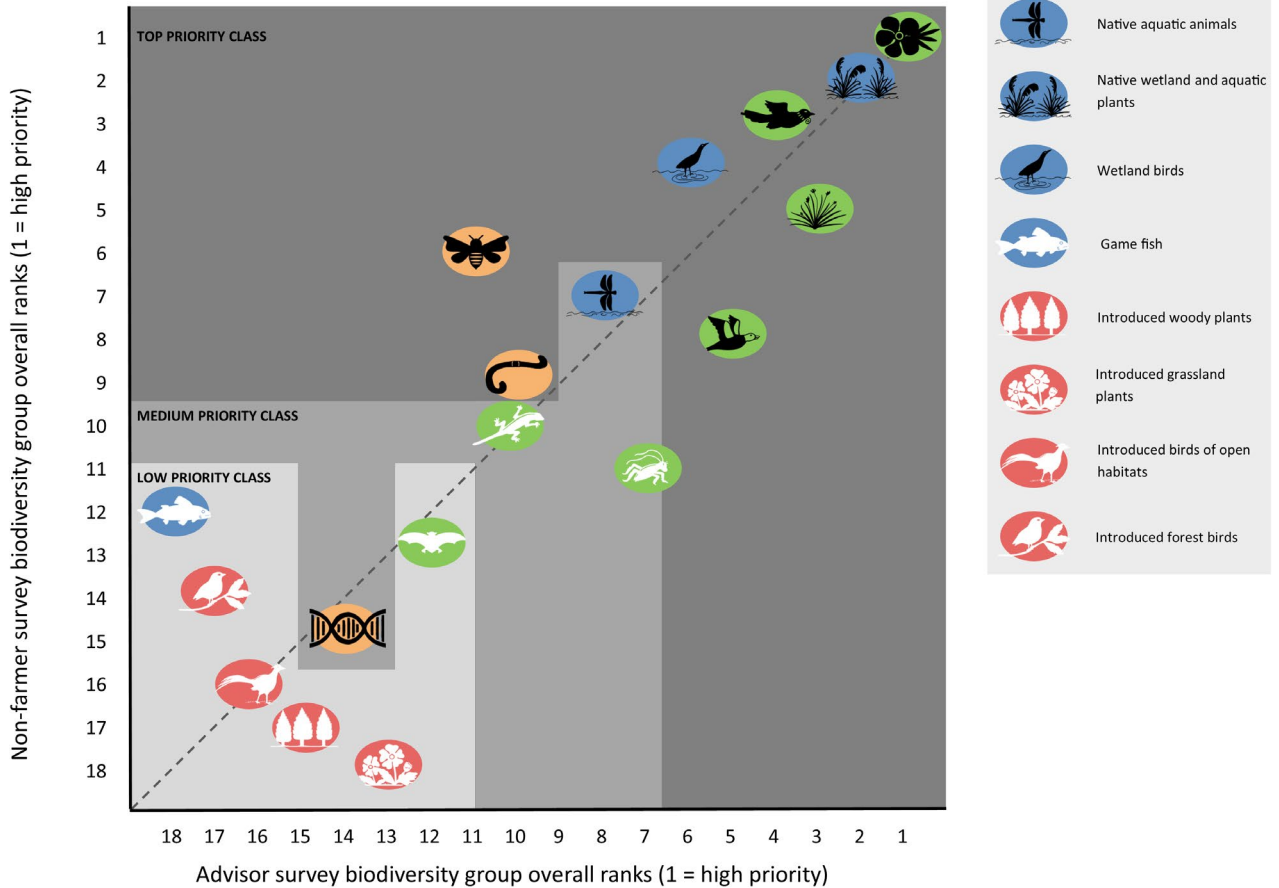 Non-farmer survey biodiversity group overall ranks (1 = high priority)
1
2
3
4
5
6
7
8
9
10
11
12
13
14
15
16
17
18
TOP PRIORITY CLASS
MEDIUM PRIORITY CLASS
LOW PRIORITY CLASS
18 17 16 15 14 13 12 11 10 9 8 7 6 5 4 3 2 1
Advisor survey biodiversity group overall ranks (1 = high priority)
Native aquatic animals
Native wetland and aquatic
plants
Wetland birds
Game fish
Introduced woody plants
Introduced grassland
plants
Introduced birds of open
habitats
Introduced forest birds